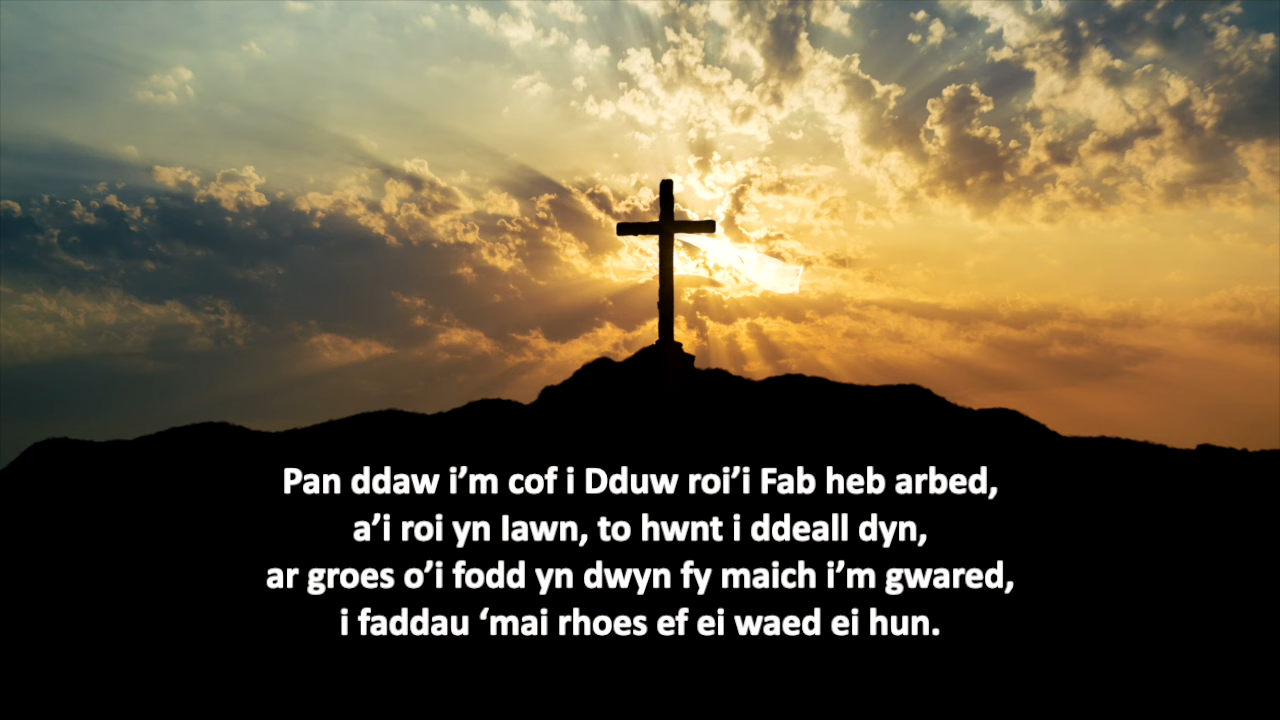 Pan ddaw i’m cof i Dduw roi’i Fab heb arbed,
a’i roi yn Iawn, to hwnt i ddeall dyn,
ar groes o’i fodd yn dwyn fy maich i’m gwared,
i faddau ‘mai rhoes ef ei waed ei hun.